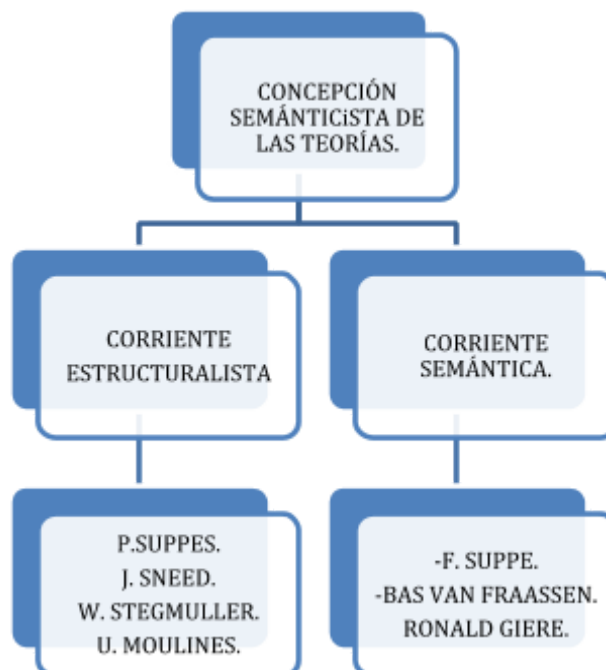 CONCEPCIÓN
SEMÁNTICiSTA DE
LAS TEORÍAS.
CORRIENTE
ESTRUCTURALISTA
CORRIENTE
SEMÁNTICA.
P.SUPPES.
J. SNEED.
W. STEGMULLER.
U. MOULINES.
-F. SUPPE.
-BAS VAN FRAASSEN.
RONALD GIERE.